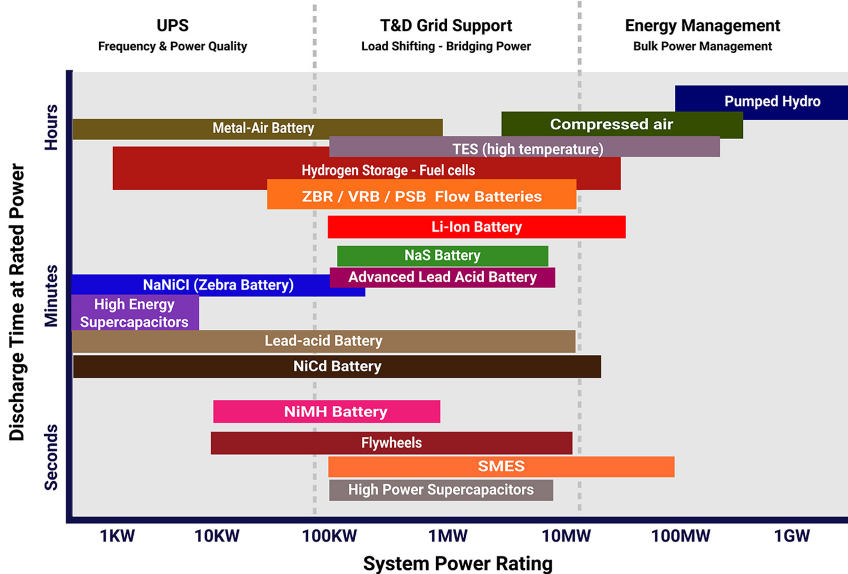 UPS
Frequency & Power Quality
T&D Grid Support
Load Shifting - Bridging Power
Energy Management
Bulk Power Management
Discharge Time at Rated Power
Hours
Minutes
Seconds
Pumped Hydro
Compressed air
Metal-Air Battery
TES (high temperature)
Hydrogen Storage - Fuel cells
ZBR / VRB / PSB Flow Batteries
Li-Ion Battery
NaS Battery
Advanced Lead Acid Battery
NaNiCl (Zebra Battery)
High Energy
Supercapacitors
Lead-acid Battery
NiCd Battery
NiMH Battery
Flywheels
SMES
High Power Supercapacitors
1KW 10KW 100KW 1MW 10MW 100MW 1GW
System Power Rating